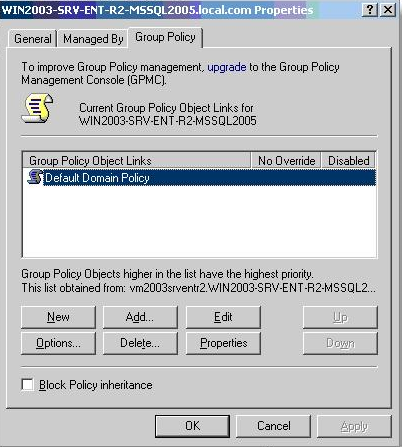 WIN2003-SRV-ENT-R2-MSSQL2005.local.com Properties
General Managed By Group Policy
To improve Group Policy management, upgrade to the Group Policy
Management Console (GPMC).
Current Group Policy Object Links for
WIN2003-SRV-ENT-R2-MSSQL2005
Group Policy Object Links No Override Disabled
Default Domain Policy
Group Policy Objects higher in the list have the highest priority.
This list obtained from: vm2003srventr2.WIN2003-SRV-ENT-R2-MSSQL2...
New Add... Edit Up
Options... Delete... Properties Down
Block Policy inheritance
OK Cancel Apply